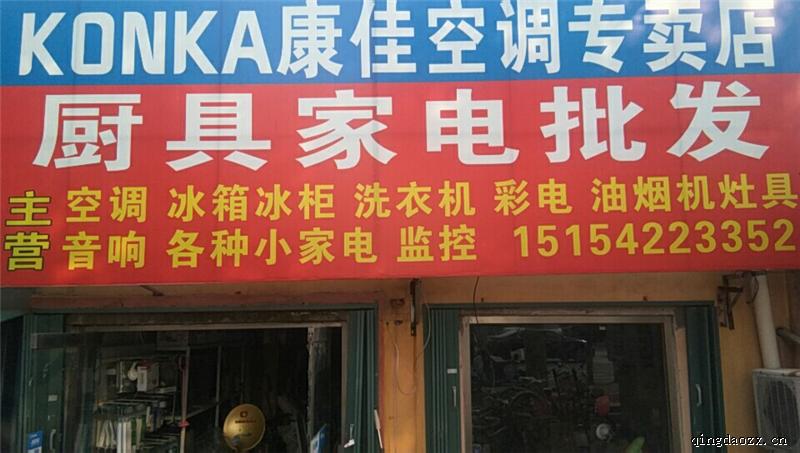 KONKA康佳空调专卖店
厨具家电批发
主营 空调 冰箱冰柜 洗衣机 彩电 油烟机灶具
音响 各种小家电 监控 15154223352
qingdaozz.cn